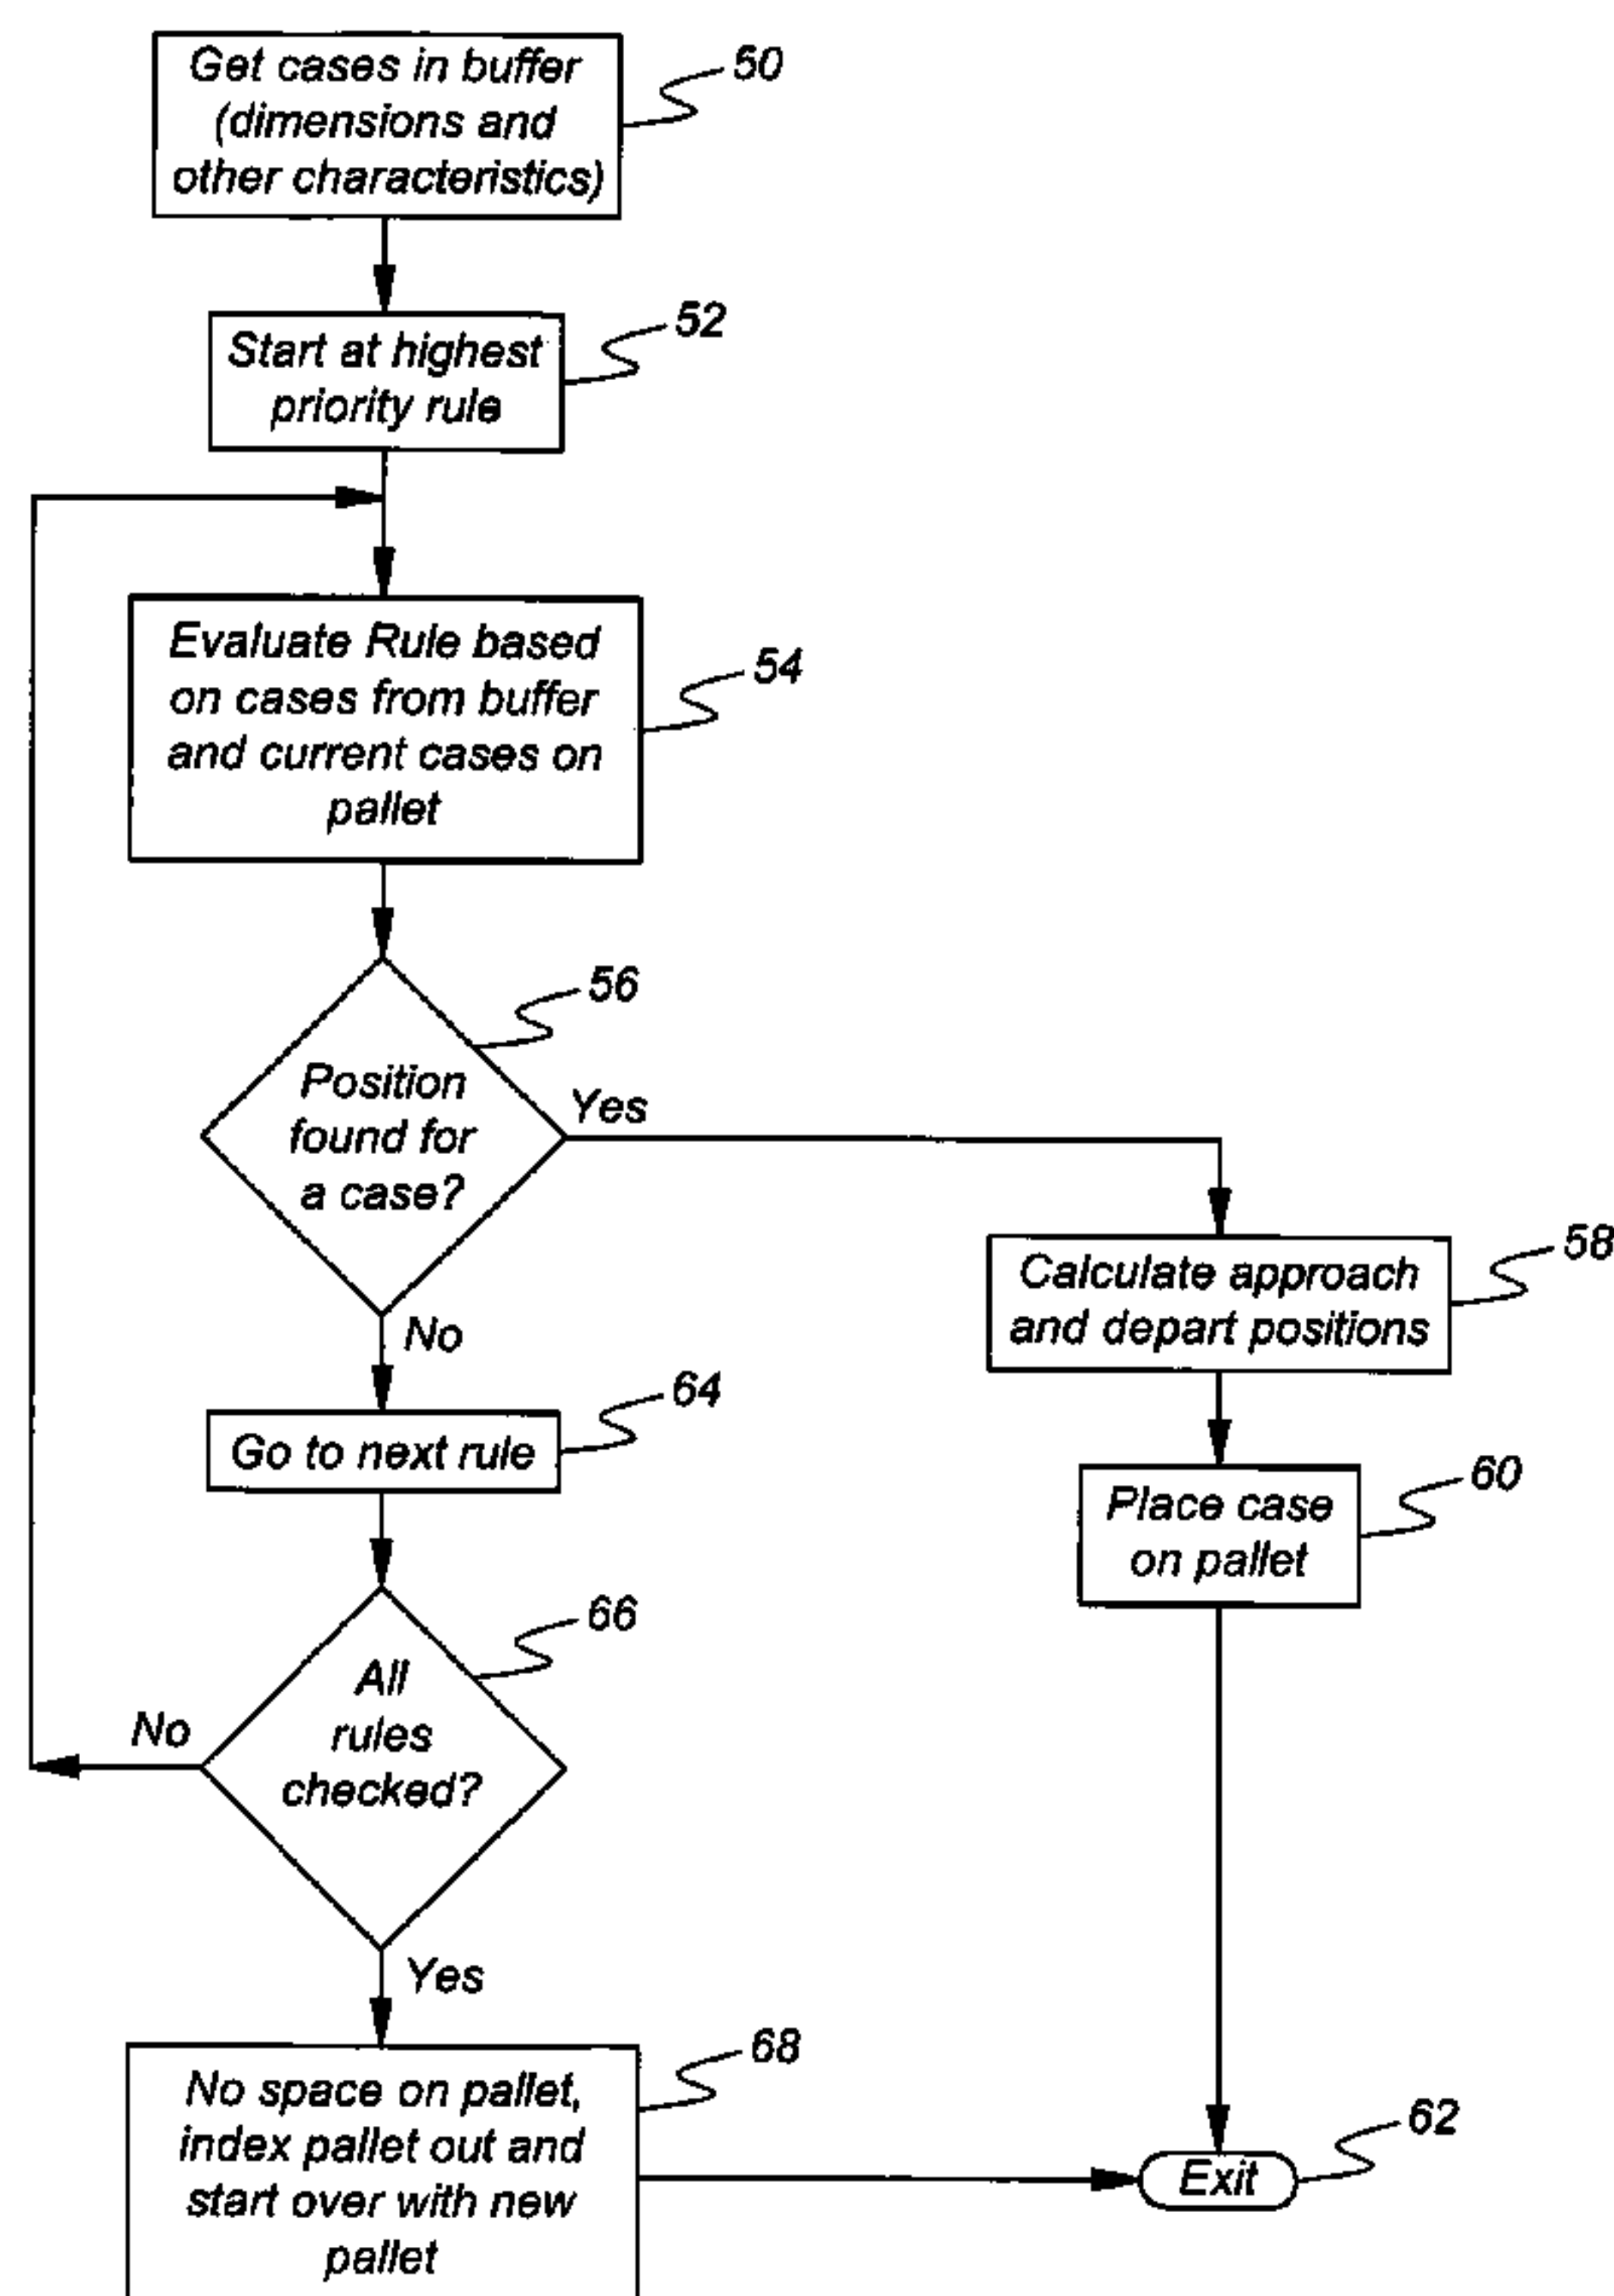 Get cases in buffer
(dimensions and
other characteristics)
50
Start at highest
priority rule
52
Evaluate Rule based
on cases from buffer
and current cases on
pallet
54
Position
found for
a case?
56
Yes
No
Calculate approach
and depart positions
58
Go to next rule
64
Place case
on pallet
60
All
rules
checked?
66
No
Yes
No space on pallet,
index pallet out and
start over with new
pallet
68
Exit
62